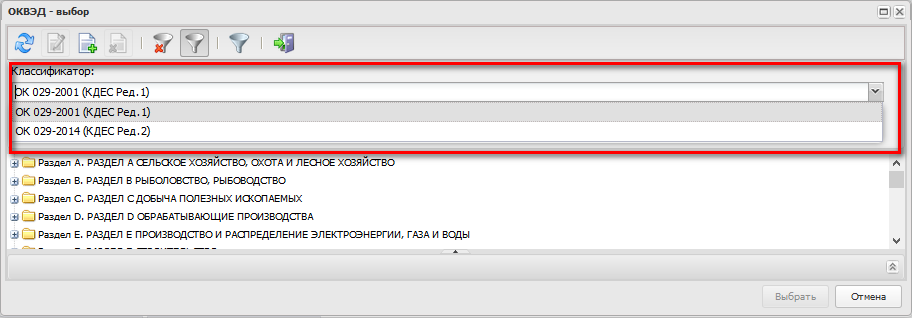 ОКВЭД - выбор
Классификатор:
ОК 029-2001 (КДЕС Ред.1)
ОК 029-2001 (КДЕС Ред.1)
ОК 029-2014 (КДЕС Ред.2)
Раздел A. РАЗДЕЛ A СЕЛЬСКОЕ ХОЗЯЙСТВО, ОХОТА И ЛЕСНОЕ ХОЗЯЙСТВО
Раздел B. РАЗДЕЛ B РЫБОЛОВСТВО, РЫБОВОДСТВО
Раздел C. РАЗДЕЛ C ДОБЫЧА ПОЛЕЗНЫХ ИСКОПАЕМЫХ
Раздел D. РАЗДЕЛ D ОБРАБАТЫВАЮЩИЕ ПРОИЗВОДСТВА
Раздел E. РАЗДЕЛ E ПРОИЗВОДСТВО И РАСПРЕДЕЛЕНИЕ ЭЛЕКТРОЭНЕРГИИ, ГАЗА И ВОДЫ
Выбрать
Отмена